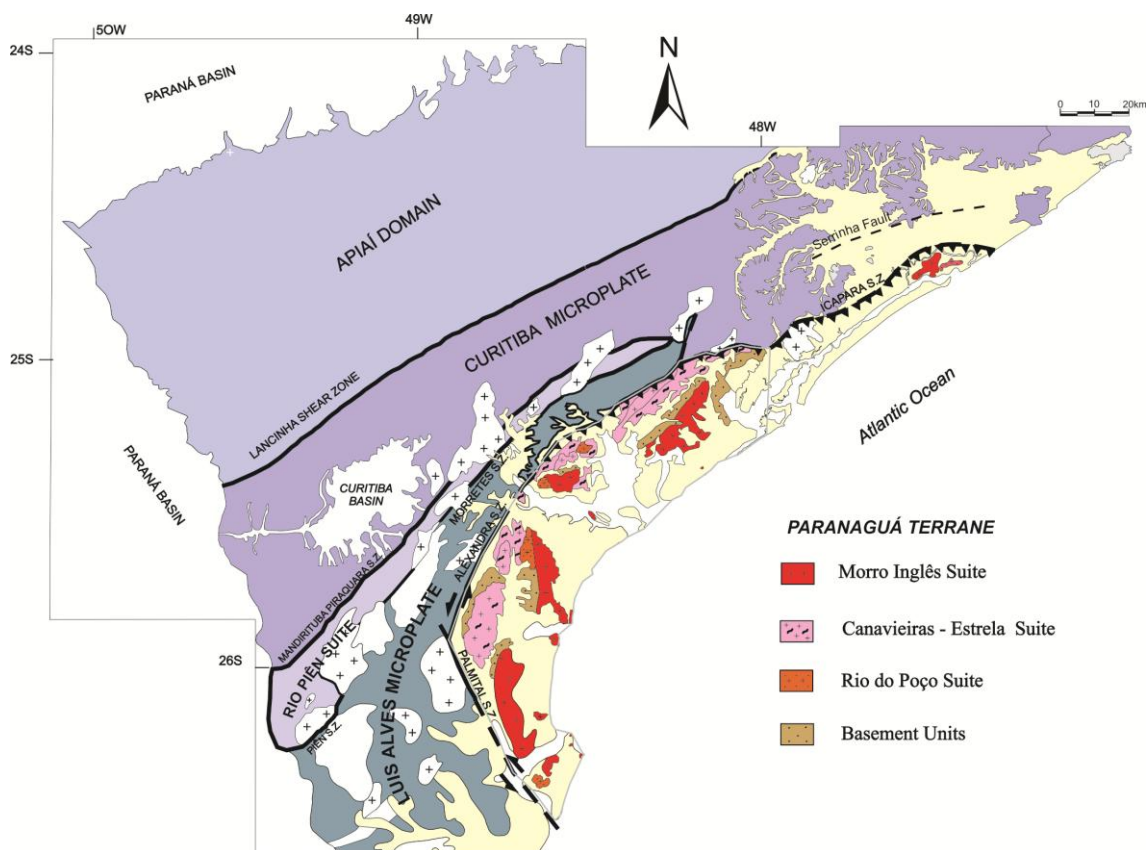 5OW
49W
24S
PARANÁ BASIN
N
48W
0 10 20km
APIAÍ DOMAIN
Serrinha Fault
CURITIBA MICROPLATE
ICAPARA S.Z.
25S
LANCINHA SHEAR ZONE
Atlantic Ocean
PARANÁ BASIN
CURITIBA
BASIN
MORRETES S.Z.
ALEXANDRA S.Z.
MANDIRITUBA PIRAQUARA S.Z.
RIO PIÊN SUITE
LUIS ALVES MICROPLATE
26S
PALMITAL S.Z.
PIÊN S.Z.
PARANAGUÁ TERRANE
Morro Inglês Suite
Canavieiras - Estrela Suite
Rio do Poço Suite
Basement Units